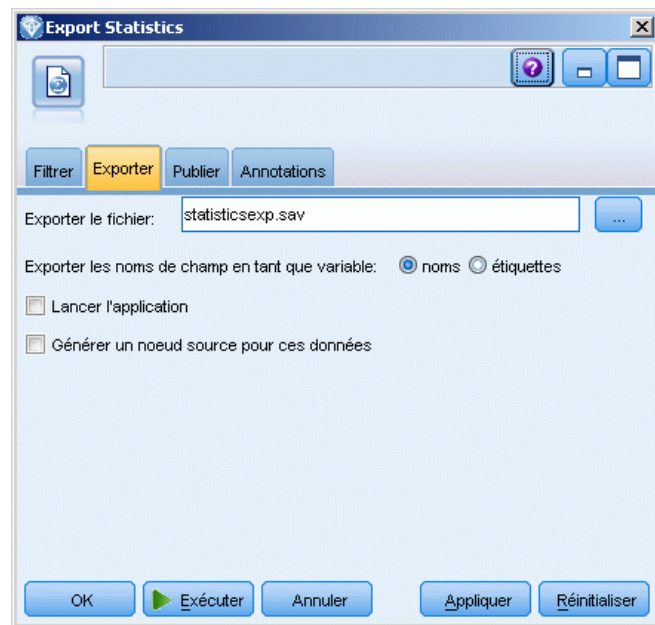 Export Statistics
Filtrer Exporter Publier Annotations
Exporter le fichier: statisticsexp.sav ...
Exporter les noms de champ en tant que variable: noms étiquettes
Lancer l'application
Générer un noeud source pour ces données
OK Exécuter Annuler Appliquer Réinitialiser